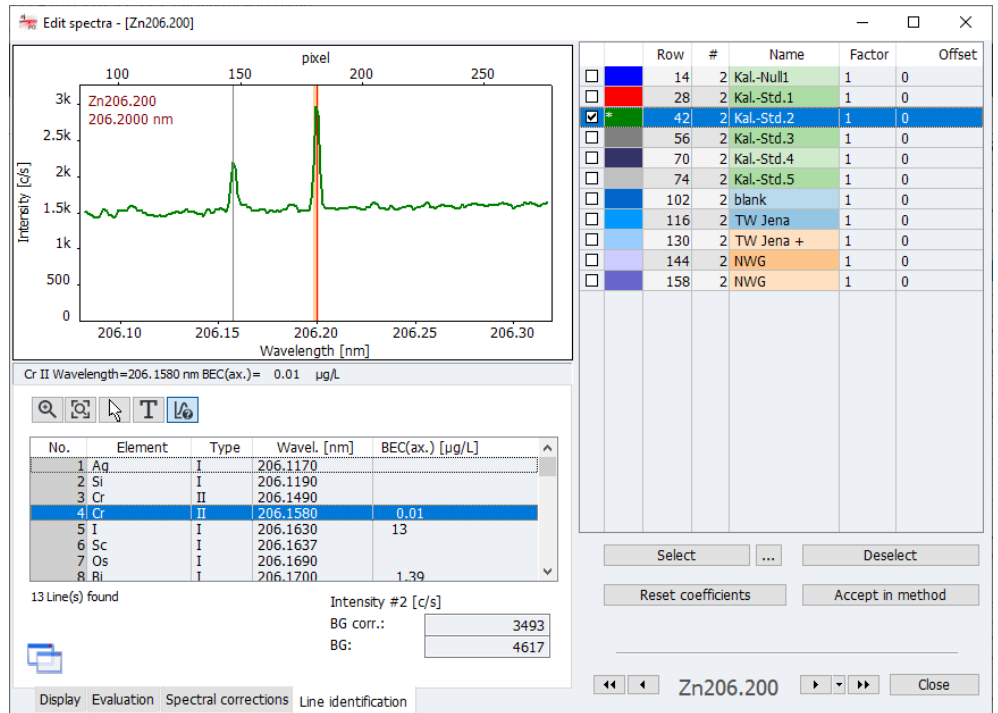 Edit spectra - [Zn206.200]
pixel
100 150 200 250
Zn206.200
206.2000 nm
3k
2.5k
2k
1.5k
1k
500
0
Intensity [c/s]
206.10 206.15 206.20 206.25 206.30
Wavelength [nm]
Cr II Wavelength=206.1580 nm BEC(ax.)= 0.01 µg/L
T
No. Element Type Wavel. [nm] BEC(ax.) [µg/L]
1 Ag I 206.1170
2 Si I 206.1190
3 Cr II 206.1490
4 Cr II 206.1580 0.01
5 I I 206.1630 13
6 Sc I 206.1637
7 Os I 206.1690
8 Bi I 206.1700 1.39
13 Line(s) found
Intensity #2 [c/s]
BG corr.: 3493
BG: 4617
Display Evaluation Spectral corrections Line identification
Row # Name Factor Offset
14 2 Kal.-Null1 1 0
28 2 Kal.-Std.1 1 0
* 42 2 Kal.-Std.2 1 0
56 2 Kal.-Std.3 1 0
70 2 Kal.-Std.4 1 0
74 2 Kal.-Std.5 1 0
102 2 blank 1 0
116 2 TW Jena 1 0
130 2 TW Jena + 1 0
144 2 NWG 1 0
158 2 NWG 1 0
Select ... Deselect
Reset coefficients Accept in method
Zn206.200 Close